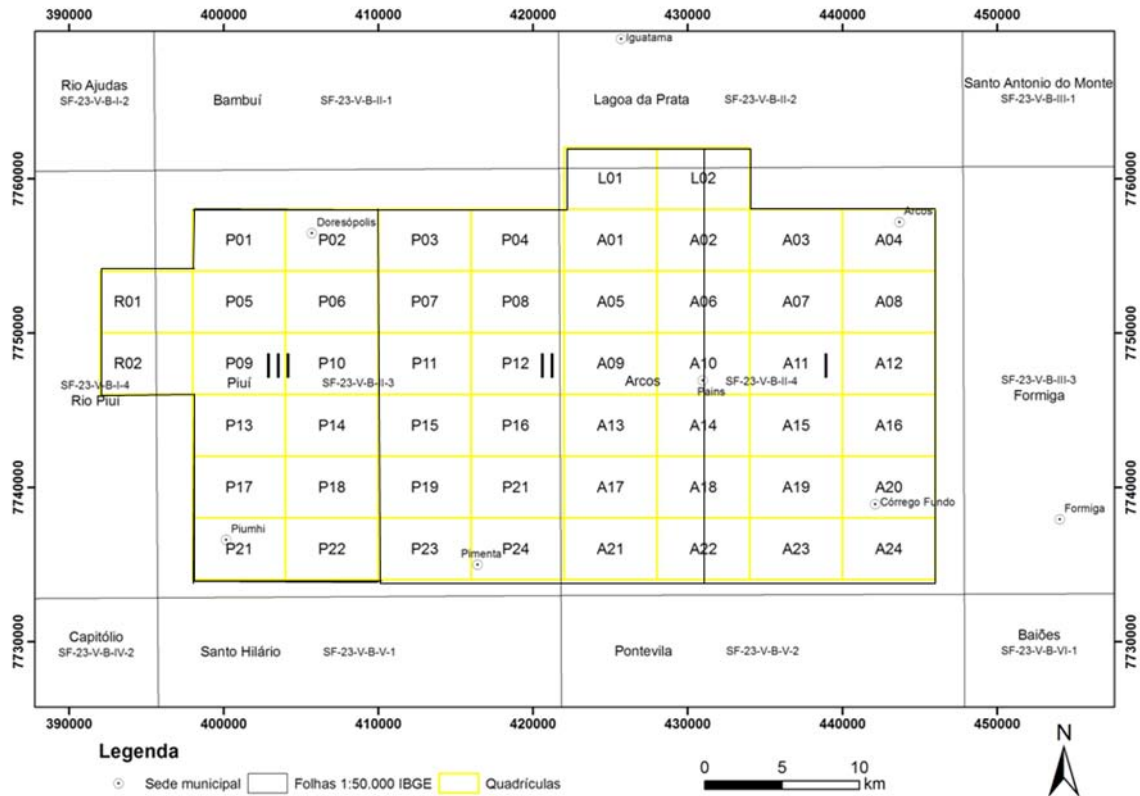 390000 400000 410000 420000 430000 440000 450000
Iguatama
Rio Ajudas
SF-23-V-B-I-2
Bambuí SF-23-V-B-II-1
Lagoa da Prata SF-23-V-B-II-2
Santo Antonio do Monte
SF-23-V-B-III-1
7760000 L01 L02 7760000
Doresópolis Arcos
P01 P02 P03 P04 A01 A02 A03 A04
R01 P05 P06 P07 P08 A05 A06 A07 A08
7750000 7750000
R02 P09 III P10 P11 P12 II A09 A10 A11 I A12
SF-23-V-B-I-4 Piuí SF-23-V-B-II-3 Arcos SF-23-V-B-II-4 SF-23-V-B-III-3
Rio Piuí Pains Formiga
P13 P14 P15 P16 A13 A14 A15 A16
7740000 P17 P18 P19 P21 A17 A18 A19 A20 7740000
Córrego Fundo Formiga
Piumhi
P21 P22 P23 P24 A21 A22 A23 A24
Pimenta
Capitólio
SF-23-V-B-IV-2
Santo Hilário SF-23-V-B-V-1
Pontevila SF-23-V-B-V-2
Baiões
SF-23-V-B-VI-1
7730000 7730000
390000 400000 410000 420000 430000 440000 450000
Legenda
Sede municipal Folhas 1:50.000 IBGE Quadrículas
0 5 10
km
N